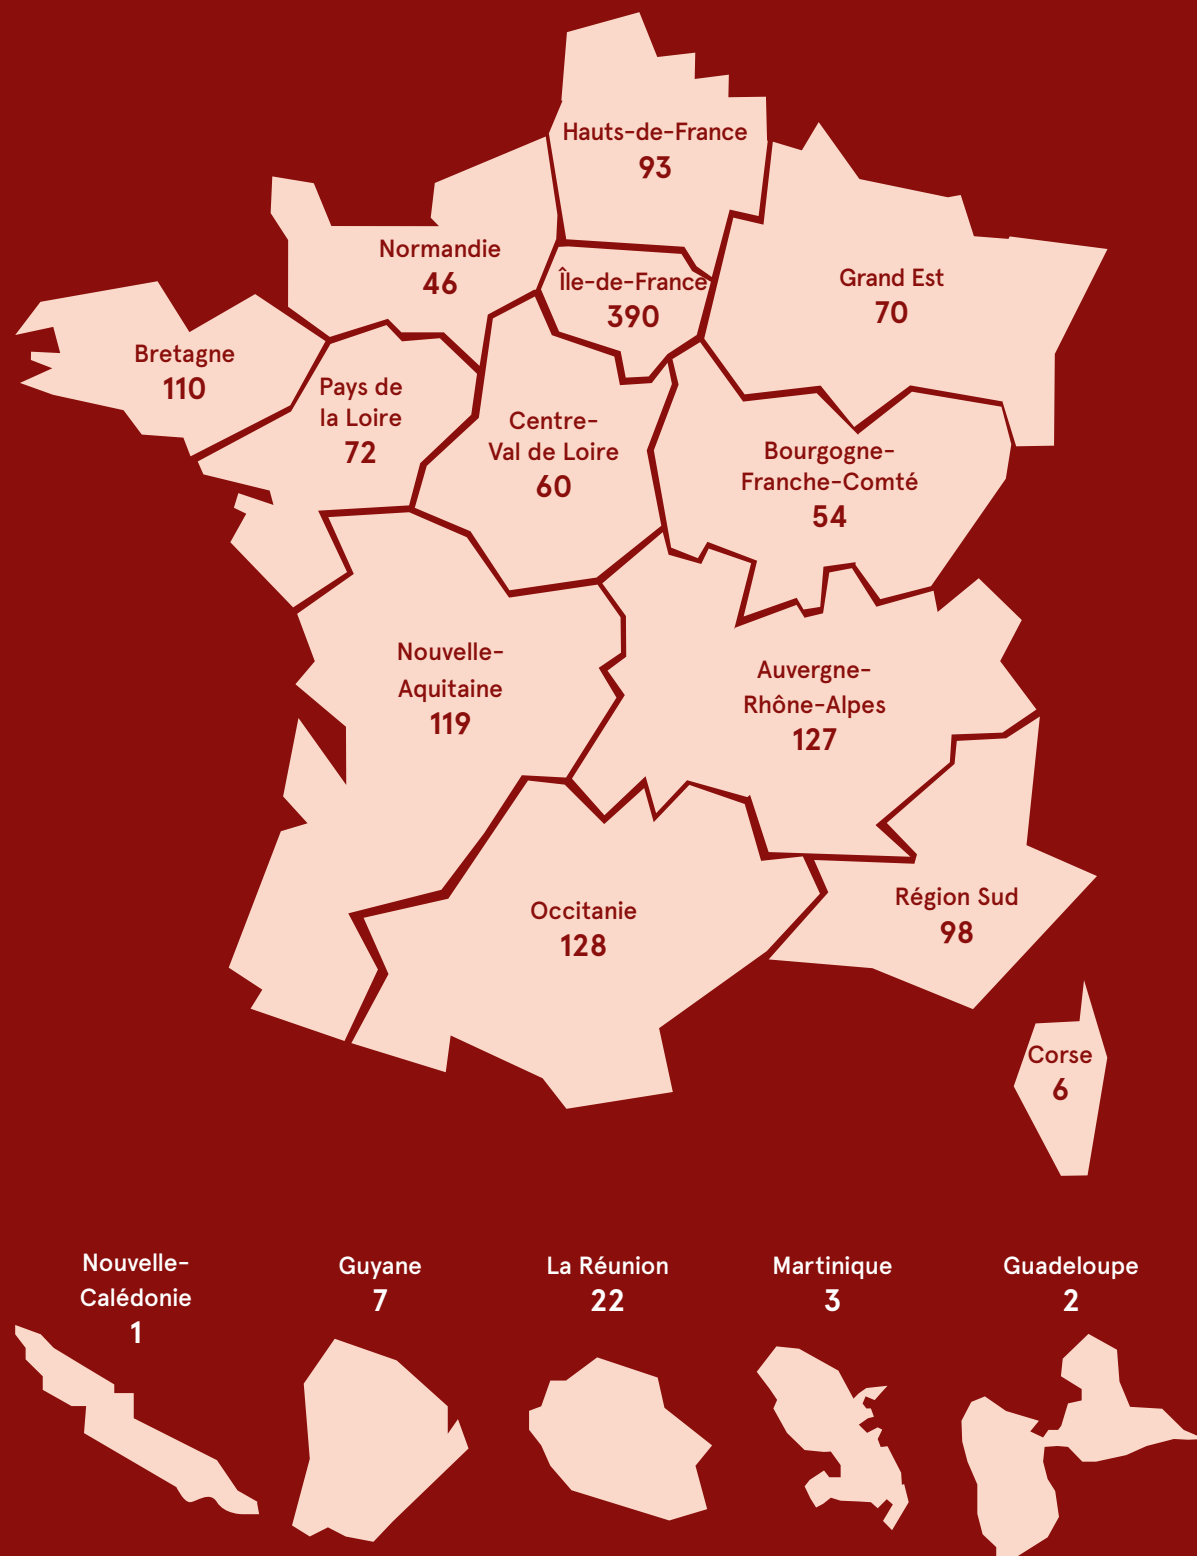 Hauts-de-France
93
Normandie
46
Île-de-France
390
Grand Est
70
Bretagne
110
Pays de
la Loire
72
Centre-
Val de Loire
60
Bourgogne-
Franche-Comté
54
Nouvelle-
Aquitaine
119
Auvergne-
Rhône-Alpes
127
Occitanie
128
Région Sud
98
Corse
6
Nouvelle-
Calédonie
1
Guyane
7
La Réunion
22
Martinique
3
Guadeloupe
2